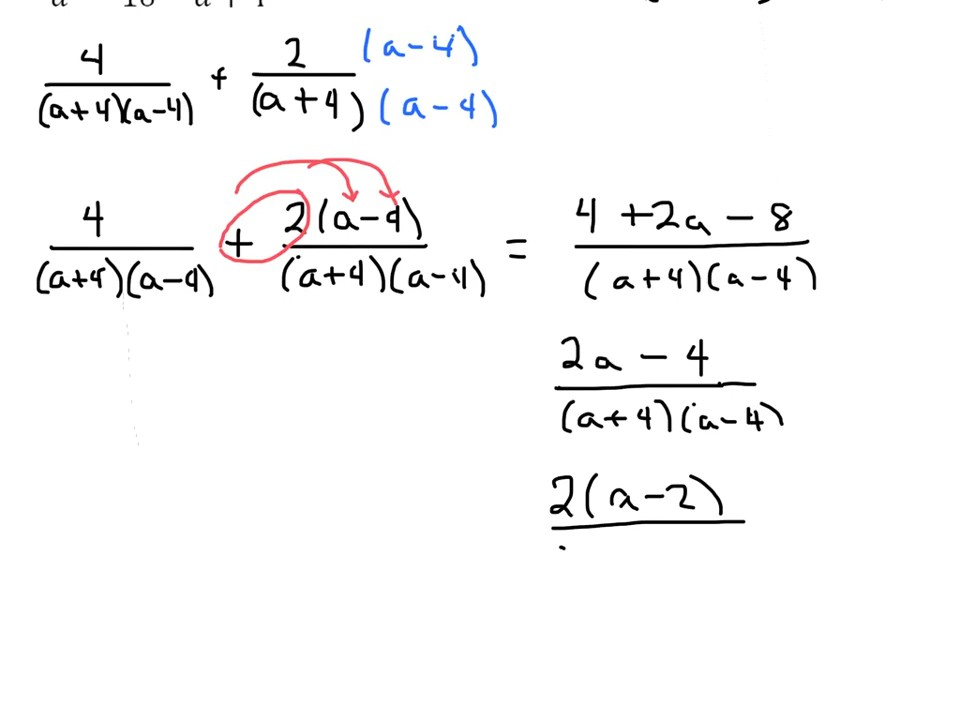 4/((a+4)(a-4)) + 2/(a+4) (a-4)/(a-4)
4/((a+4)(a-4)) + 2(a-4)/((a+4)(a-4)) = (4 + 2a - 8)/((a+4)(a-4))
(2a - 4)/((a+4)(a-4))
2(a-2)